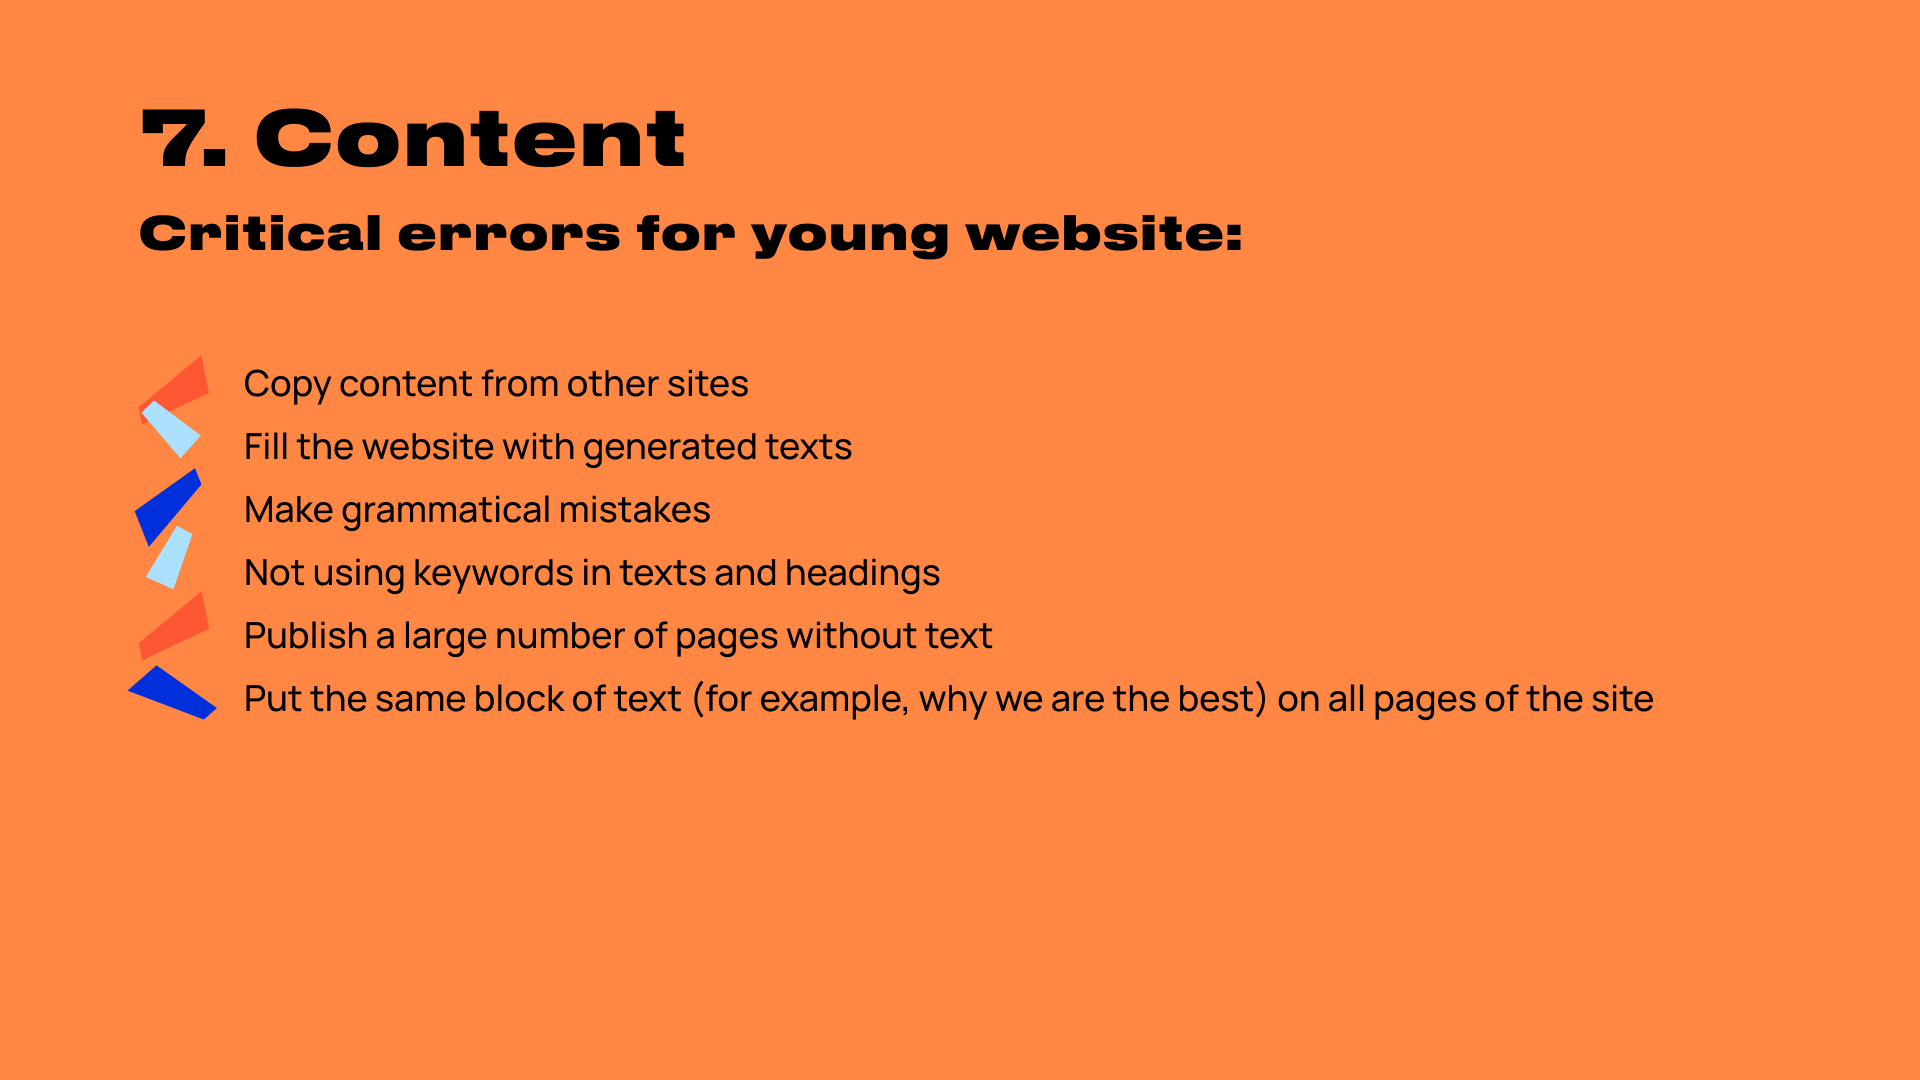 7. Content
Critical errors for young website:
Copy content from other sites
Fill the website with generated texts
Make grammatical mistakes
Not using keywords in texts and headings
Publish a large number of pages without text
Put the same block of text (for example, why we are the best) on all pages of the site